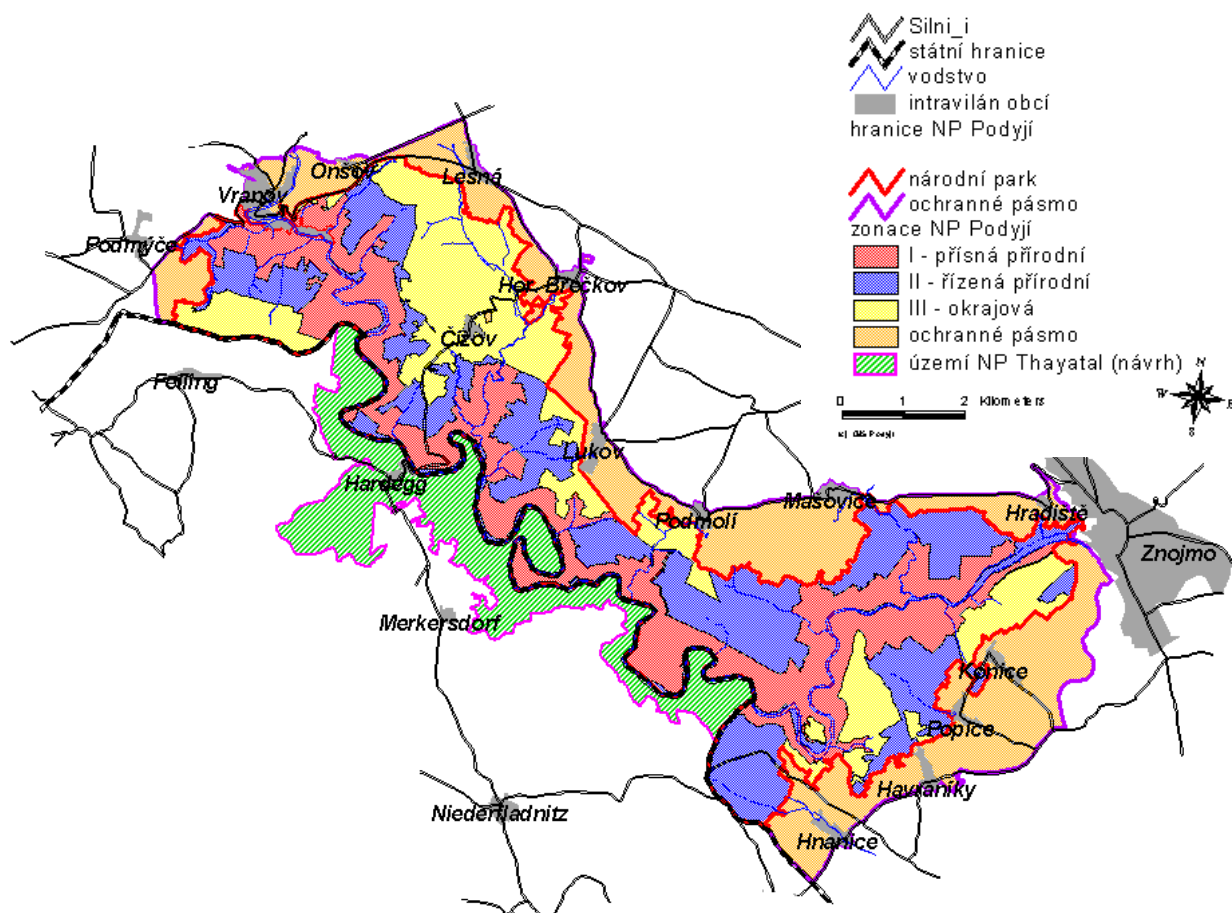 Silni_i
státní hranice
vodstvo
intravilán obcí
hranice NP Podyjí
národní park
ochranné pásmo
zonace NP Podyjí
I - přísná přírodní
II - řízená přírodní
III - okrajová
ochranné pásmo
území NP Thayatal (návrh)
0 1 2 Kilometers
N
W E
S
Onšov
Lesná
Vranov
Podmyče
Hor. Břečkov
Čížov
Felling
Lukov
Hardegg
Mašovice
Podmolí
Hradiště
Znojmo
Merkersdorf
Konice
Popice
Havraníky
Niederfladnitz
Hnanice